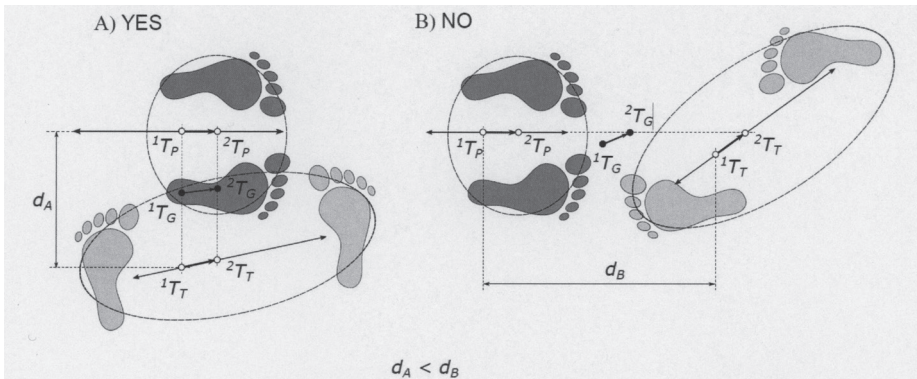 A) YES
B) NO
¹T_P ²T_P
¹T_G ²T_G
d_A
¹T_T ²T_T
¹T_P ²T_P
²T_G
¹T_G
²T_T
¹T_T
d_B
d_A < d_B